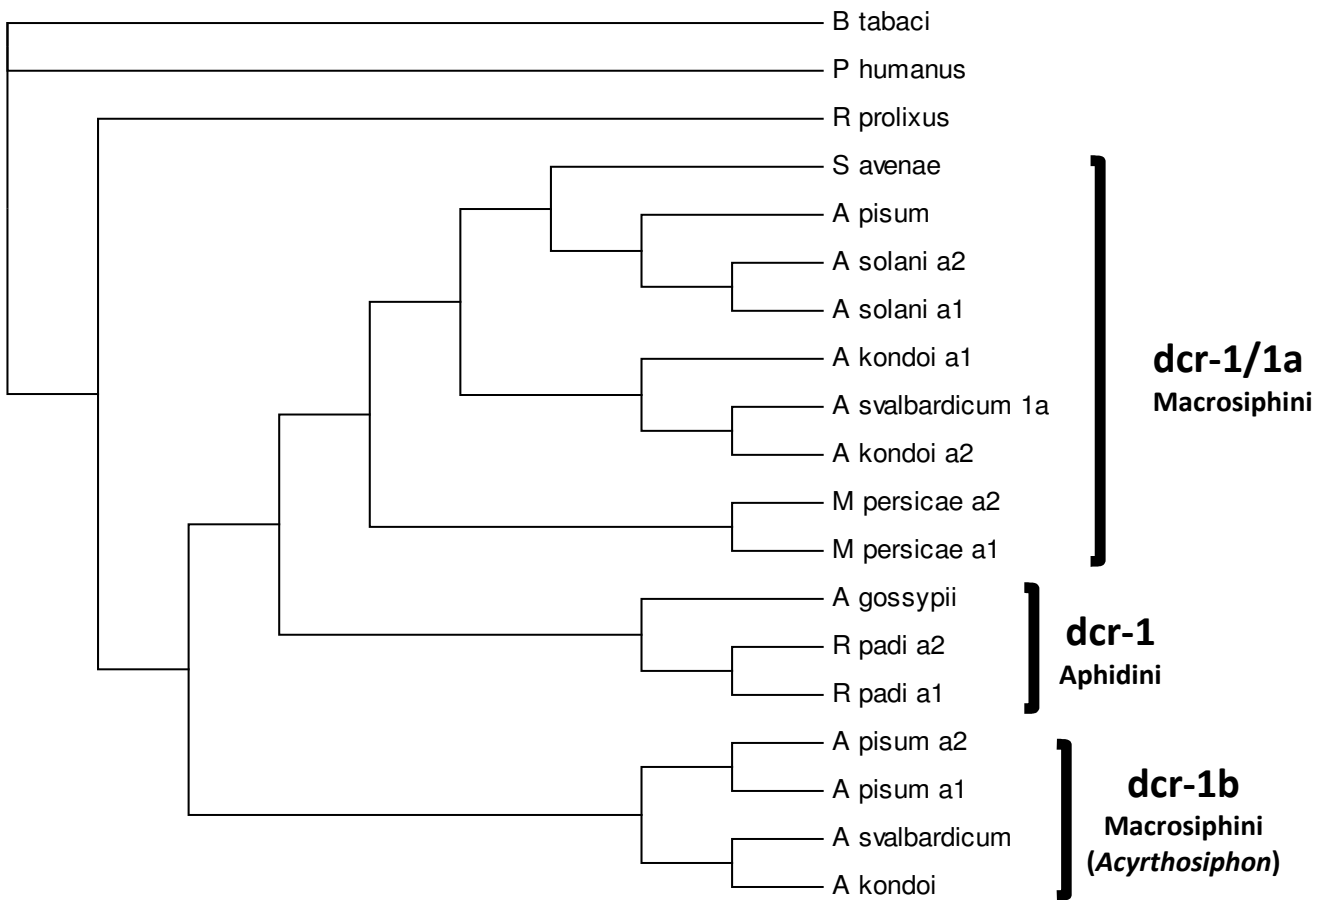 B tabaci
P humanus
R prolixus
S avenae
A pisum
A solani a2
A solani a1
A kondoi a1
A svalbardicum 1a
A kondoi a2
M persicae a2
M persicae a1
dcr-1/1a
Macrosiphini
A gossypii
R padi a2
R padi a1
dcr-1
Aphidini
A pisum a2
A pisum a1
A svalbardicum
A kondoi
dcr-1b
Macrosiphini
(Acyrthosiphon)